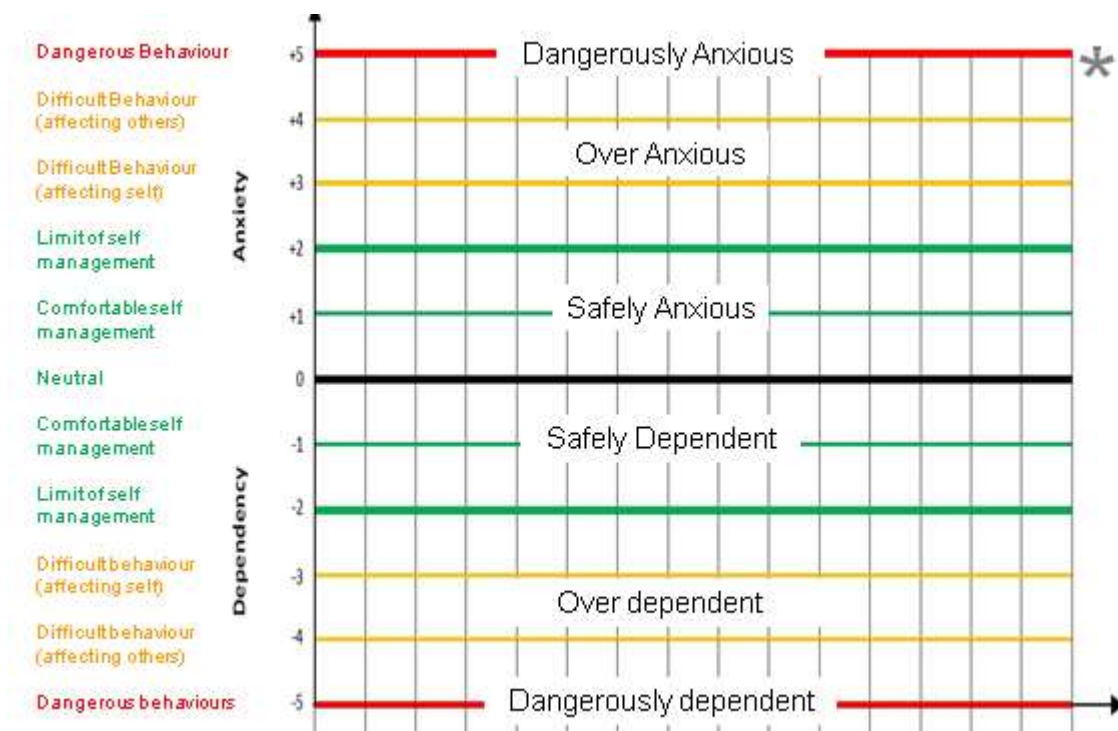 Dangerous Behaviour
+5
Dangerously Anxious
*
Difficult Behaviour
(affecting others)
+4
Over Anxious
Difficult Behaviour
(affecting self)
+3
Anxiety
Limit of self
management
+2
Comfortable self
management
+1
Safely Anxious
Neutral
0
Comfortable self
management
-1
Safely Dependent
Limit of self
management
-2
Dependency
Difficult behaviour
(affecting self)
-3
Over dependent
Difficult behaviour
(affecting others)
-4
Dangerous behaviours
-5
Dangerously dependent